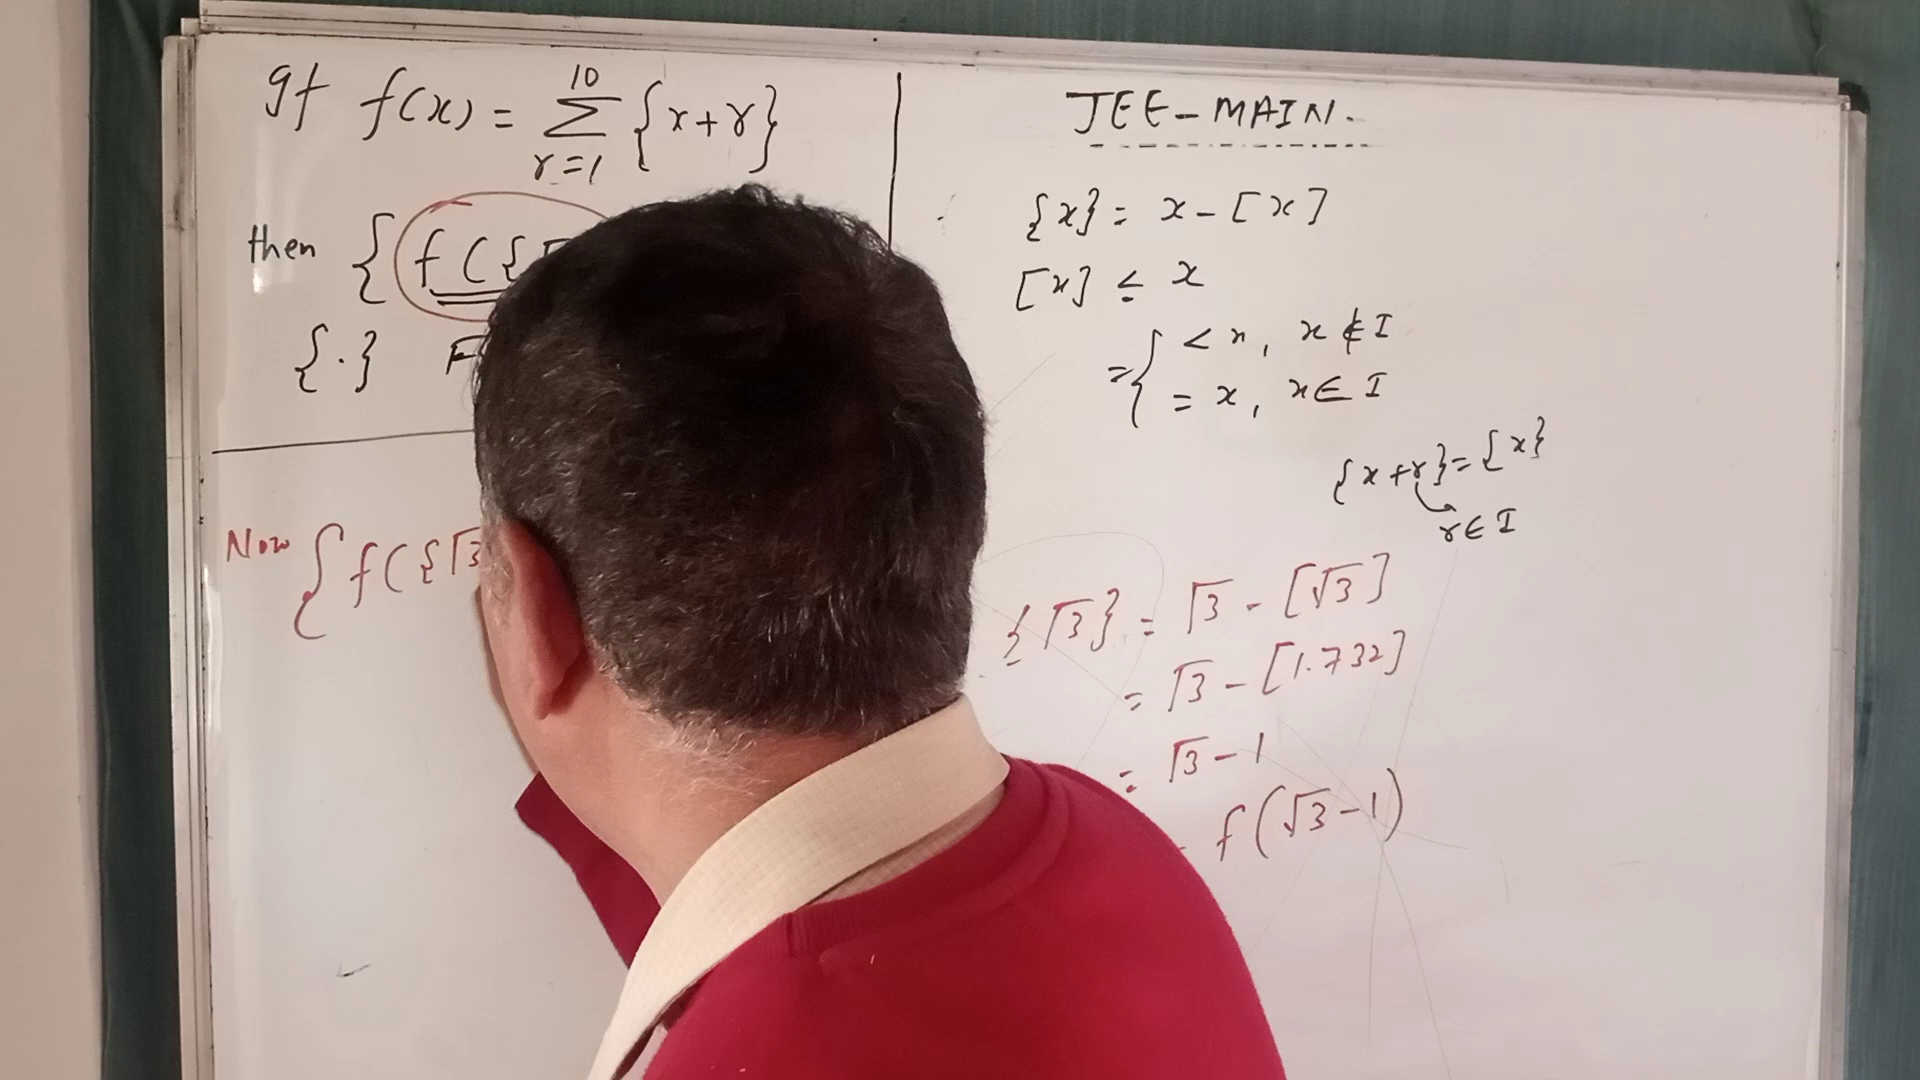 If f(x) = 10 Σ r=1 {x+r}
then { f({√
{.} F
Now { f({√3
JEE-MAIN.
{x} = x-[x]
[x] ≤ x
= { < x, x ∉ I
= x, x ∈ I
{x+r} = {x}
r ∈ I
{√3} = √3 - [√3]
= √3 - [1.732]
= √3 - 1
f(√3-1)